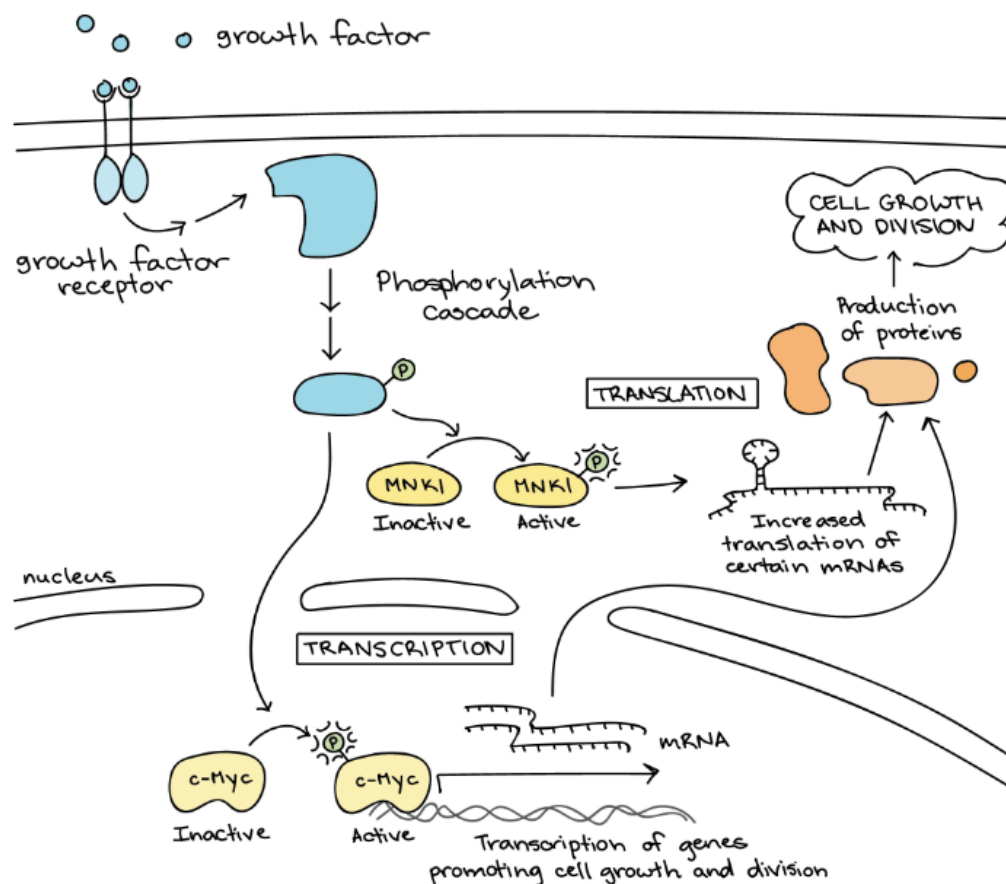 growth factor
growth factor
receptor
Phosphorylation
cascade
P
CELL GROWTH
AND DIVISION
Production
of proteins
TRANSLATION
MNK1
Inactive
MNK1
P
Active
Increased
translation of
certain mRNAs
nucleus
TRANSCRIPTION
mRNA
c-Myc
Inactive
P
c-Myc
Active
Transcription of genes
promoting cell growth and division